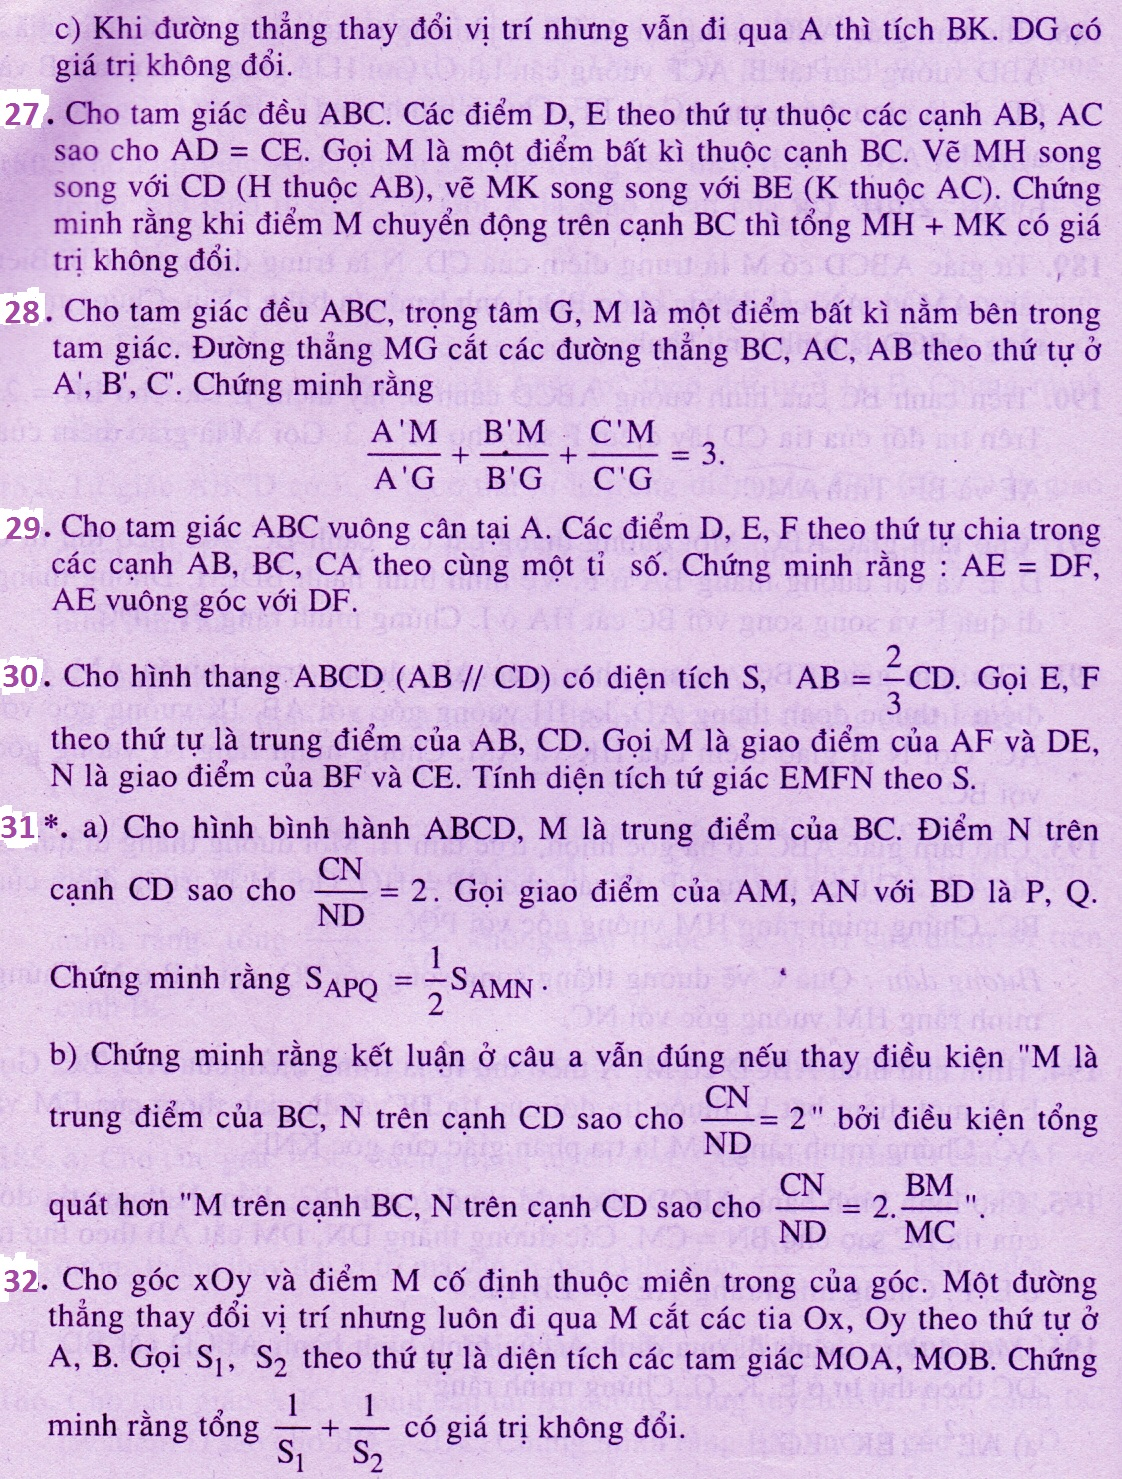 c) Khi đường thẳng thay đổi vị trí nhưng vẫn đi qua A thì tích BK. DG có
giá trị không đổi.
27. Cho tam giác đều ABC. Các điểm D, E theo thứ tự thuộc các cạnh AB, AC
sao cho AD = CE. Gọi M là một điểm bất kì thuộc cạnh BC. Vẽ MH song
song với CD (H thuộc AB), vẽ MK song song với BE (K thuộc AC). Chứng
minh rằng khi điểm M chuyển động trên cạnh BC thì tổng MH + MK có giá
trị không đổi.
28. Cho tam giác đều ABC, trọng tâm G, M là một điểm bất kì nằm bên trong
tam giác. Đường thẳng MG cắt các đường thẳng BC, AC, AB theo thứ tự ở
A', B', C'. Chứng minh rằng
A'M/A'G + B'M/B'G + C'M/C'G = 3.
29. Cho tam giác ABC vuông cân tại A. Các điểm D, E, F theo thứ tự chia trong
các cạnh AB, BC, CA theo cùng một tỉ số. Chứng minh rằng : AE = DF,
AE vuông góc với DF.
30. Cho hình thang ABCD (AB // CD) có diện tích S, AB = 2/3 CD. Gọi E, F
theo thứ tự là trung điểm của AB, CD. Gọi M là giao điểm của AF và DE,
N là giao điểm của BF và CE. Tính diện tích tứ giác EMFN theo S.
31*. a) Cho hình bình hành ABCD, M là trung điểm của BC. Điểm N trên
cạnh CD sao cho CN/ND = 2. Gọi giao điểm của AM, AN với BD là P, Q.
Chứng minh rằng S_APQ = 1/2 S_AMN.
b) Chứng minh rằng kết luận ở câu a vẫn đúng nếu thay điều kiện "M là
trung điểm của BC, N trên cạnh CD sao cho CN/ND = 2" bởi điều kiện tổng
quát hơn "M trên cạnh BC, N trên cạnh CD sao cho CN/ND = 2. BM/MC".
32. Cho góc xOy và điểm M cố định thuộc miền trong của góc. Một đường
thẳng thay đổi vị trí nhưng luôn đi qua M cắt các tia Ox, Oy theo thứ tự ở
A, B. Gọi S₁, S₂ theo thứ tự là diện tích các tam giác MOA, MOB. Chứng
minh rằng tổng 1/S₁ + 1/S₂ có giá trị không đổi.